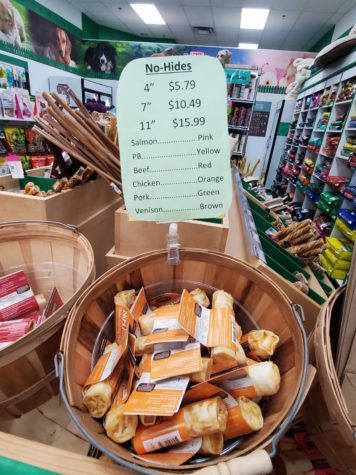 No-Hides
4" $5.79
7" $10.49
11" $15.99
Salmon..................Pink
PB............................Yellow
Beef.........................Red
Chicken...................Orange
Pork.........................Green
Venison...................Brown